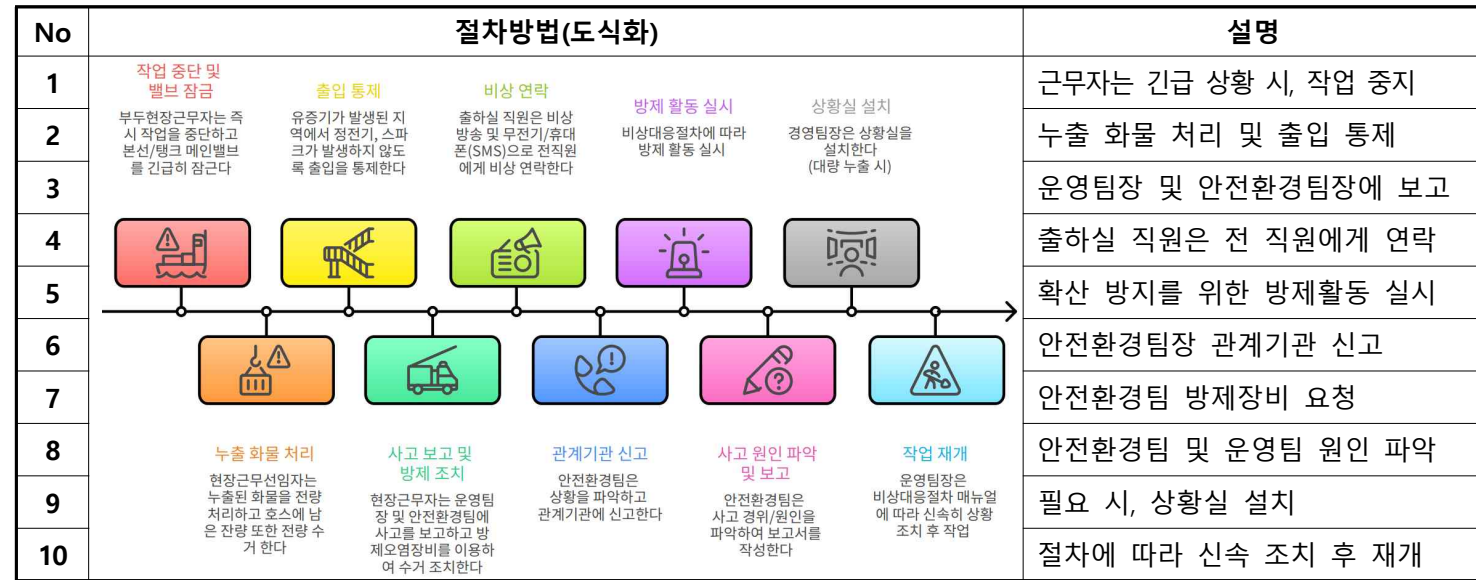 No
절차방법(도식화)
설명
1
2
3
4
5
6
7
8
9
10
작업 중단 및
밸브 잠금
부두현장근무자는 즉
시 작업을 중단하고
본선/탱크 메인밸브
를 긴급히 잠근다
출입 통제
유증기가 발생된 지
역에서 정전기, 스파
크가 발생하지 않도
록 출입을 통제한다
비상 연락
출하실 직원은 비상
방송 및 무전기/휴대
폰(SMS)으로 전직원
에게 비상 연락한다
방제 활동 실시
비상대응절차에 따라
방제 활동 실시
상황실 설치
경영팀장은 상황실을
설치한다
(대량 누출 시)
누출 화물 처리
현장근무선임자는
누출된 화물을 전량
처리하고 호스에 남
은 잔량 또한 전량 수
거 한다
사고 보고 및
방제 조치
현장근무자는 운영팀
장 및 안전환경팀에
사고를 보고하고 방
제오염장비를 이용하
여 수거 조치한다
관계기관 신고
안전환경팀은
상황을 파악하고
관계기관에 신고한다
사고 원인 파악
및 보고
안전환경팀은
사고 경위/원인을
파악하여 보고서를
작성한다
작업 재개
운영팀장은
비상대응절차 매뉴얼
에 따라 신속히 상황
조치 후 작업
근무자는 긴급 상황 시, 작업 중지
누출 화물 처리 및 출입 통제
운영팀장 및 안전환경팀장에 보고
출하실 직원은 전 직원에게 연락
확산 방지를 위한 방제활동 실시
안전환경팀장 관계기관 신고
안전환경팀 방제장비 요청
안전환경팀 및 운영팀 원인 파악
필요 시, 상황실 설치
절차에 따라 신속 조치 후 재개